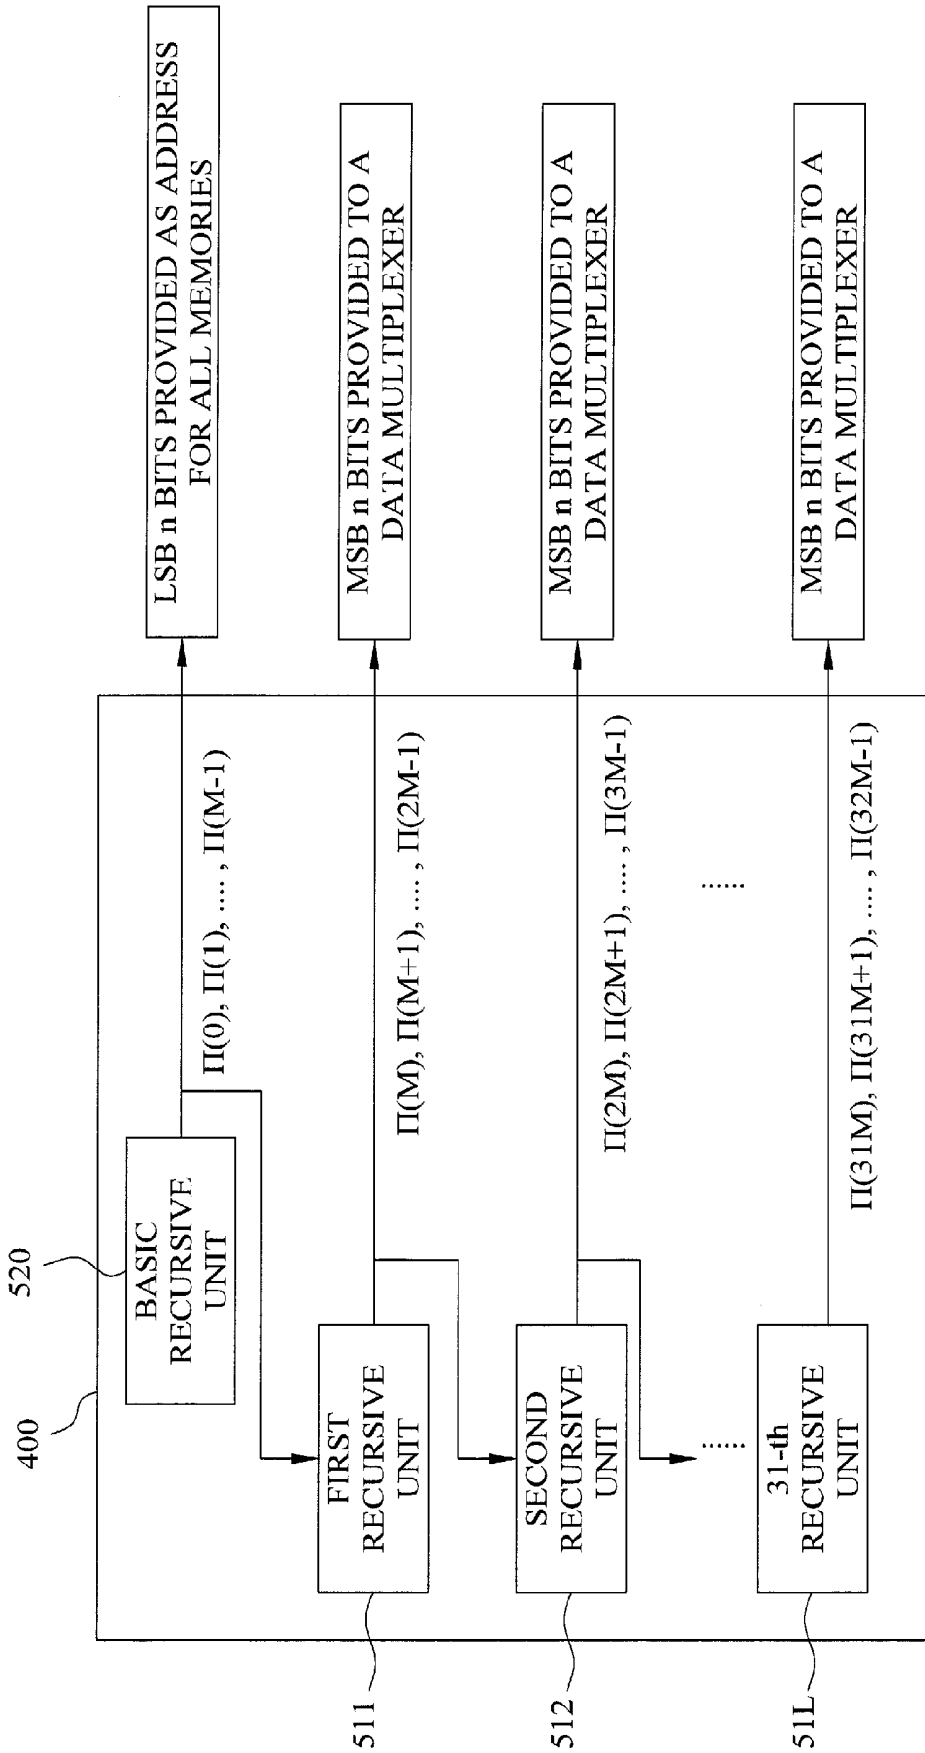 400
520
BASIC
RECURSIVE
UNIT
Π(0), Π(1), .... , Π(M-1)
LSB n BITS PROVIDED AS ADDRESS
FOR ALL MEMORIES
511
FIRST
RECURSIVE
UNIT
Π(M), Π(M+1), .... , Π(2M-1)
MSB n BITS PROVIDED TO A
DATA MULTIPLEXER
512
SECOND
RECURSIVE
UNIT
Π(2M), Π(2M+1), .... , Π(3M-1)
MSB n BITS PROVIDED TO A
DATA MULTIPLEXER
......
......
51L
31-th
RECURSIVE
UNIT
Π(31M), Π(31M+1), .... , Π(32M-1)
MSB n BITS PROVIDED TO A
DATA MULTIPLEXER